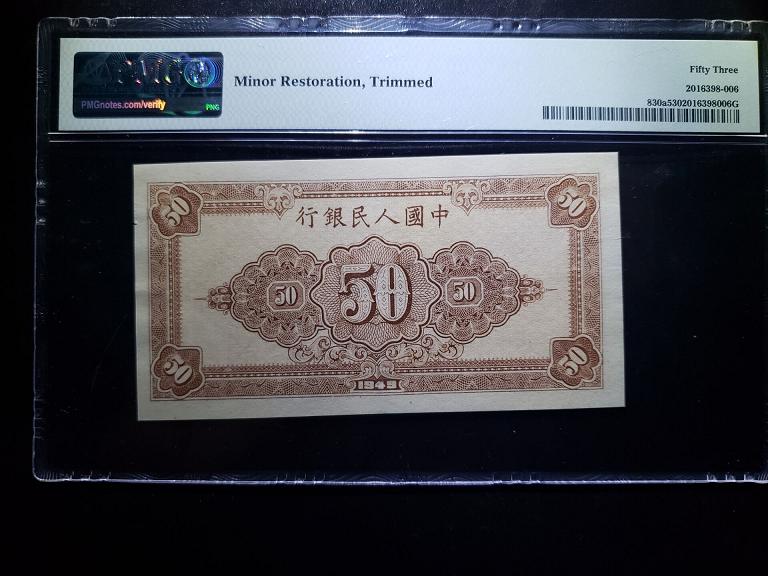 PMG
PMGnotes.com/verify
PNG
Minor Restoration, Trimmed
Fifty Three
2016398-006
830a5302016398006G
50
50
行銀民人國中
50
50
50
50
50
1949